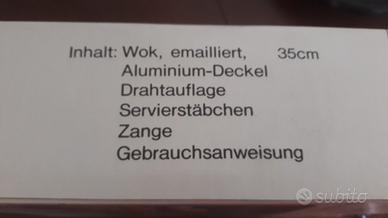 Inhalt: Wok, emailliert, 35cm
Aluminium-Deckel
Drahtauflage
Servierstäbchen
Zange
Gebrauchsanweisung
subito